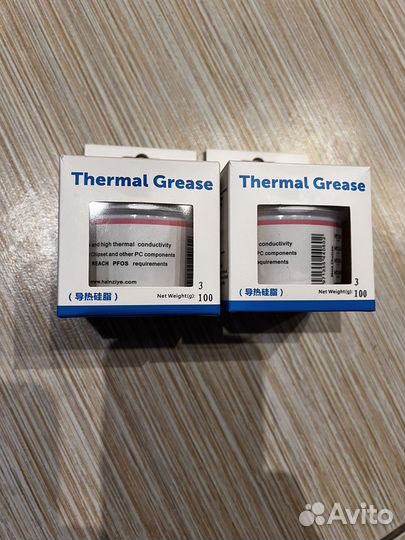 Thermal Grease
and high thermal conductivity
Chipset and other PC components
REACH PFOS requirements
www.halnziye.com
(导热硅脂)
Net Weight(g):
3
100
Thermal Grease
conductivity
PC components
equirements
(导热硅脂)
Net Weight(g):
3
100
Avito